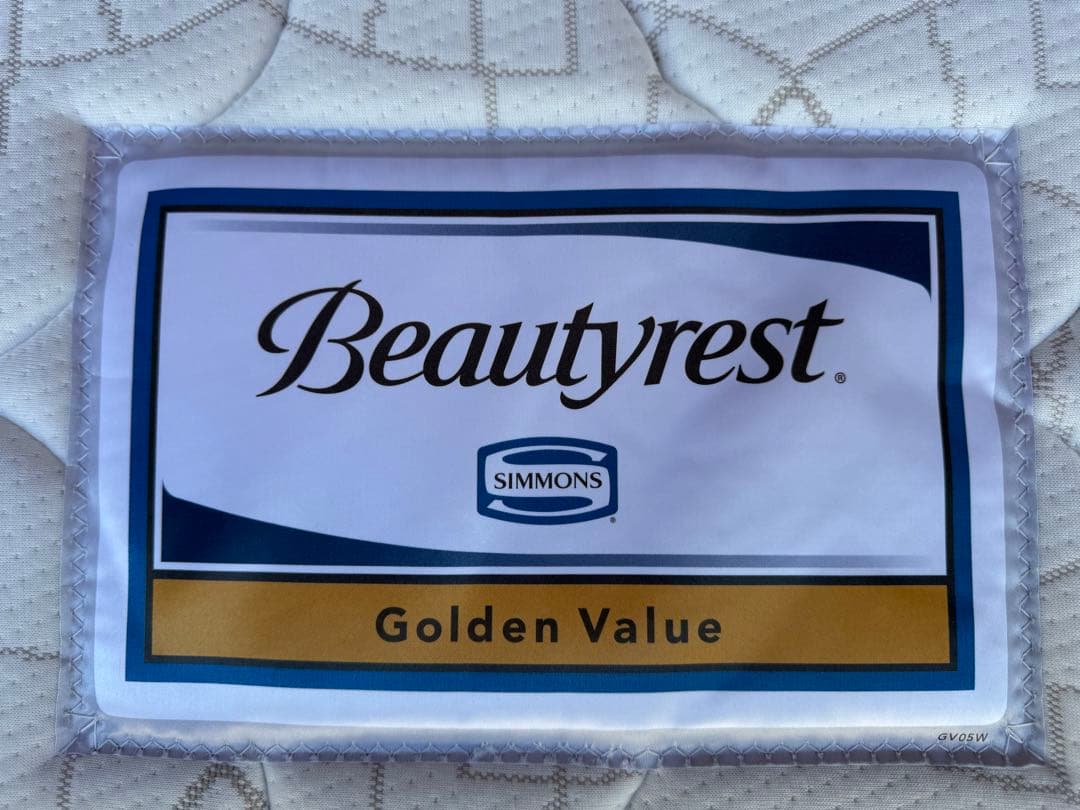 Beautyrest®
SIMMONS®
Golden Value
GV05W